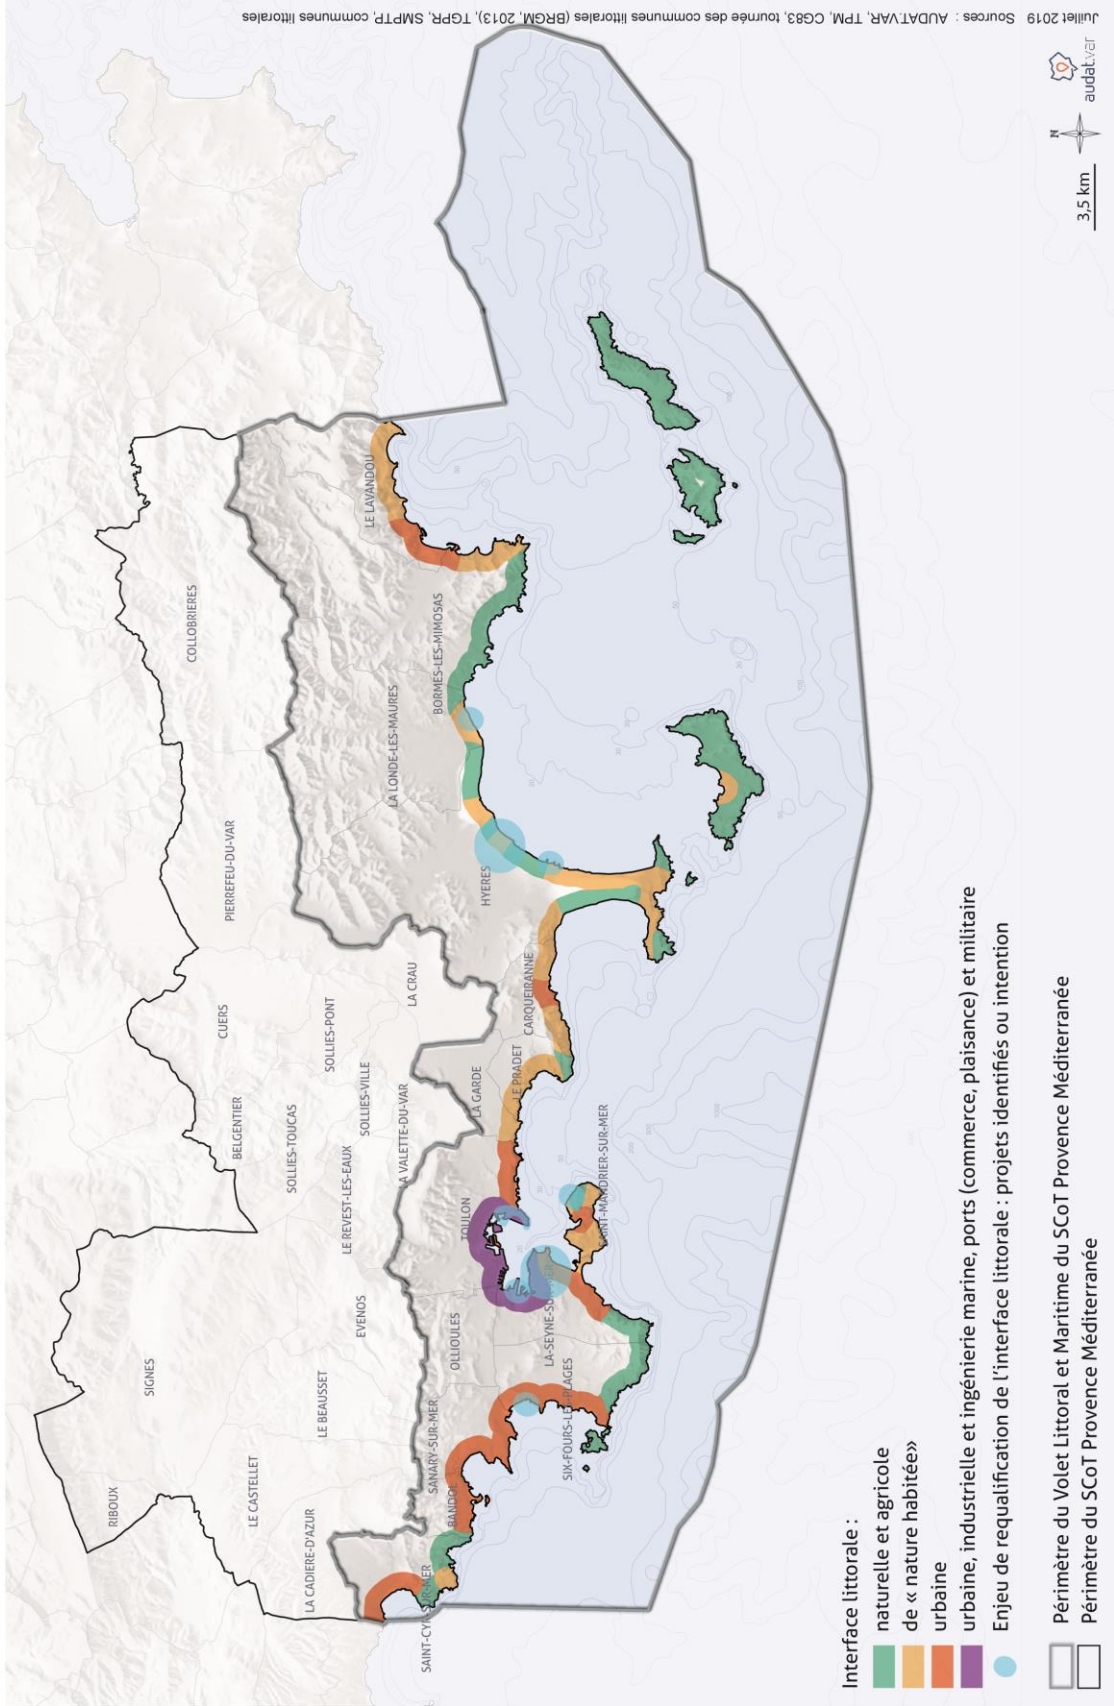 RIBOUX
SIGNES
COLLOBRIERES
PIERREFEU-DU-VAR
CUERS
BELGENTIER
LE CASTELLET
SOLLIES-TOUCAS
SOLLIES-PONT
LA CADIERE-D'AZUR
LE BEAUSSET
EVENOS
LE REVEST-LES-EAUX
SOLLIES-VILLE
LE LAVANDOU
LA LONDE-LES-MAURES
LA CRAU
A VALETTE-DU-VAR
SAINT-CYR-SUR-MER
SANARY-SUR-MER
BANDOL
OLLIOULES
TOULON
LA GARDE
BORMES-LES-MIMOSAS
HYERES
LE PRADET
CARQUEIRANNE
SIX-FOURS-LES-PLAGES
LA-SEYNE-SUR-MER
SAINT-MANDRIER-SUR-MER
Interface littorale :
naturelle et agricole
de « nature habitée»
urbaine
urbaine, industrielle et ingénierie marine, ports (commerce, plaisance) et militaire
Enjeu de requalification de l'interface littorale : projets identifiés ou intention
Périmètre du Volet Littoral et Maritime du SCoT Provence Méditerranée
Périmètre du SCoT Provence Méditerranée
3,5 km
N
audat.var
Juillet 2019 Sources : AUDAT.VAR, TPM, CG83, tournée des communes littorales (BRGM, 2013), TGPR, SMPTP, communes littorales